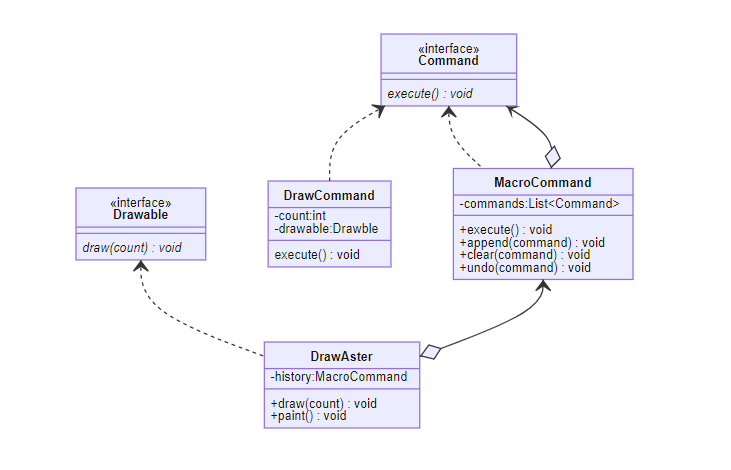 «interface»
Command
execute() : void
DrawCommand
-count:int
-drawable:Drawble
execute() : void
MacroCommand
-commands:List<Command>
+execute() : void
+append(command) : void
+clear(command) : void
+undo(command) : void
«interface»
Drawable
draw(count) : void
DrawAster
-history:MacroCommand
+draw(count) : void
+paint() : void